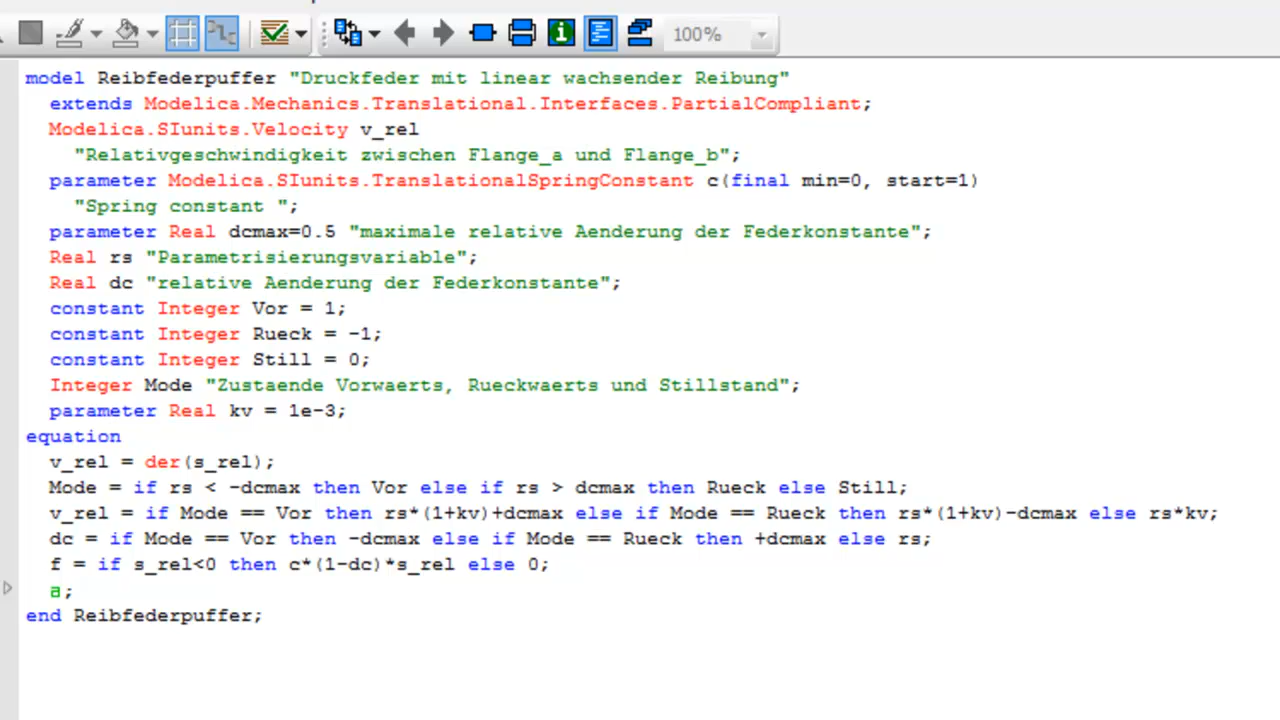 100%
model Reibfederpuffer "Druckfeder mit linear wachsender Reibung"
extends Modelica.Mechanics.Translational.Interfaces.PartialCompliant;
Modelica.SIunits.Velocity v_rel
"Relativgeschwindigkeit zwischen Flange_a und Flange_b";
parameter Modelica.SIunits.TranslationalSpringConstant c(final min=0, start=1)
"Spring constant ";
parameter Real dcmax=0.5 "maximale relative Aenderung der Federkonstante";
Real rs "Parametrisierungsvariable";
Real dc "relative Aenderung der Federkonstante";
constant Integer Vor = 1;
constant Integer Rueck = -1;
constant Integer Still = 0;
Integer Mode "Zustaende Vorwaerts, Rueckwaerts und Stillstand";
parameter Real kv = 1e-3;
equation
v_rel = der(s_rel);
Mode = if rs < -dcmax then Vor else if rs > dcmax then Rueck else Still;
v_rel = if Mode == Vor then rs*(1+kv)+dcmax else if Mode == Rueck then rs*(1+kv)-dcmax else rs*kv;
dc = if Mode == Vor then -dcmax else if Mode == Rueck then +dcmax else rs;
f = if s_rel<0 then c*(1-dc)*s_rel else 0;
a;
end Reibfederpuffer;